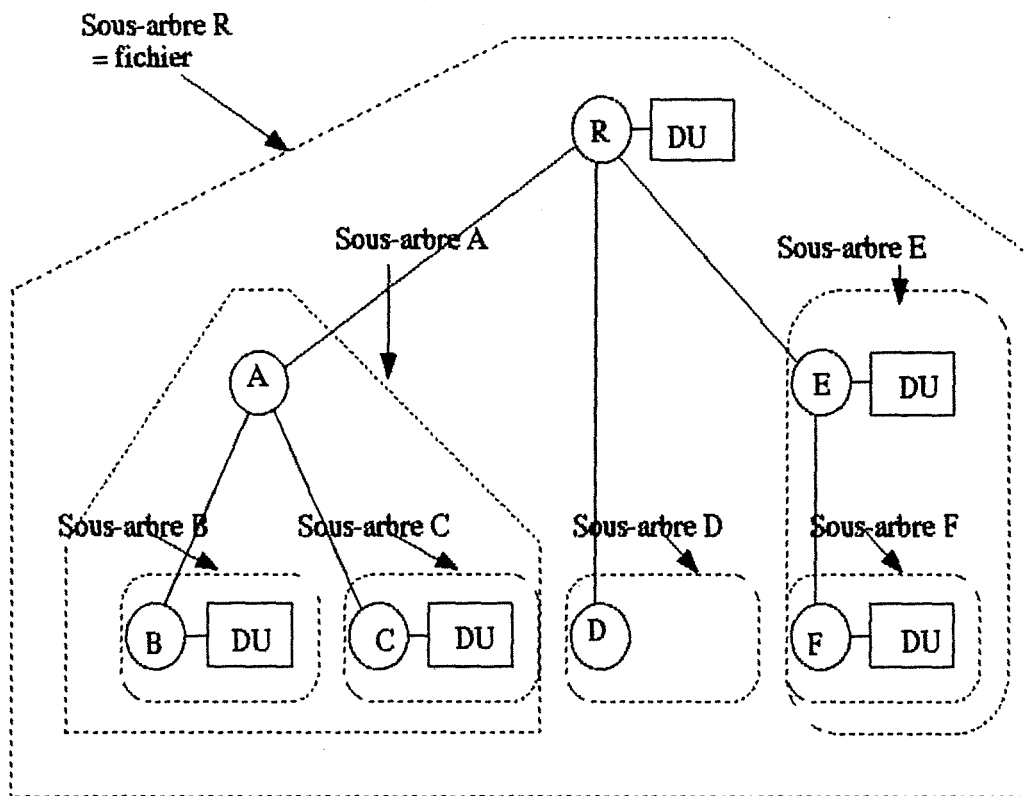 Sous-arbre R
= fichier
R DU
Sous-arbre A
Sous-arbre E
A
E DU
Sous-arbre B
Sous-arbre C
Sous-arbre D
Sous-arbre F
B DU
C DU
D
F DU